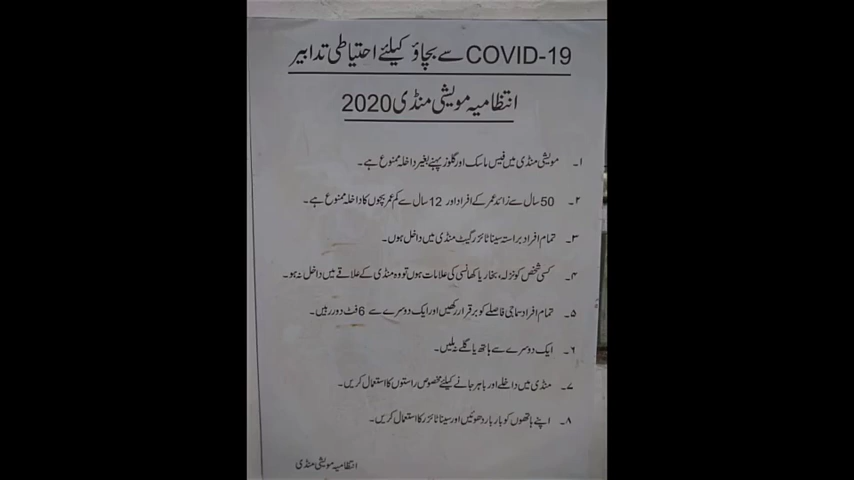 COVID-19 سے بچاؤ کیلئے احتیاطی تدابیر
انتظامیہ مویشی منڈی 2020
۱۔ مویشی منڈی میں فیس ماسک اور گلوز پہنے بغیر داخلہ ممنوع ہے۔
۲۔ 50 سال سے زائد عمر کے افراد اور 12 سال سے کم عمر بچوں کا داخلہ ممنوع ہے۔
۳۔ تمام افراد براستہ سینا ٹائزر گیٹ منڈی میں داخل ہوں۔
۴۔ کسی شخص کو نزلہ، بخار یا کھانسی کی علامات ہوں تو وہ منڈی کے علاقے میں داخل نہ ہو۔
۵۔ تمام افراد سماجی فاصلے کو برقرار رکھیں اور ایک دوسرے سے 6 فٹ دور رہیں۔
۶۔ ایک دوسرے سے ہاتھ یا گلے نہ ملیں۔
۷۔ منڈی میں داخلے اور باہر جانے کیلئے مخصوص راستوں کا استعمال کریں۔
۸۔ اپنے ہاتھوں کو بار بار دھوئیں اور سینا ٹائزر کا استعمال کریں۔
انتظامیہ مویشی منڈی